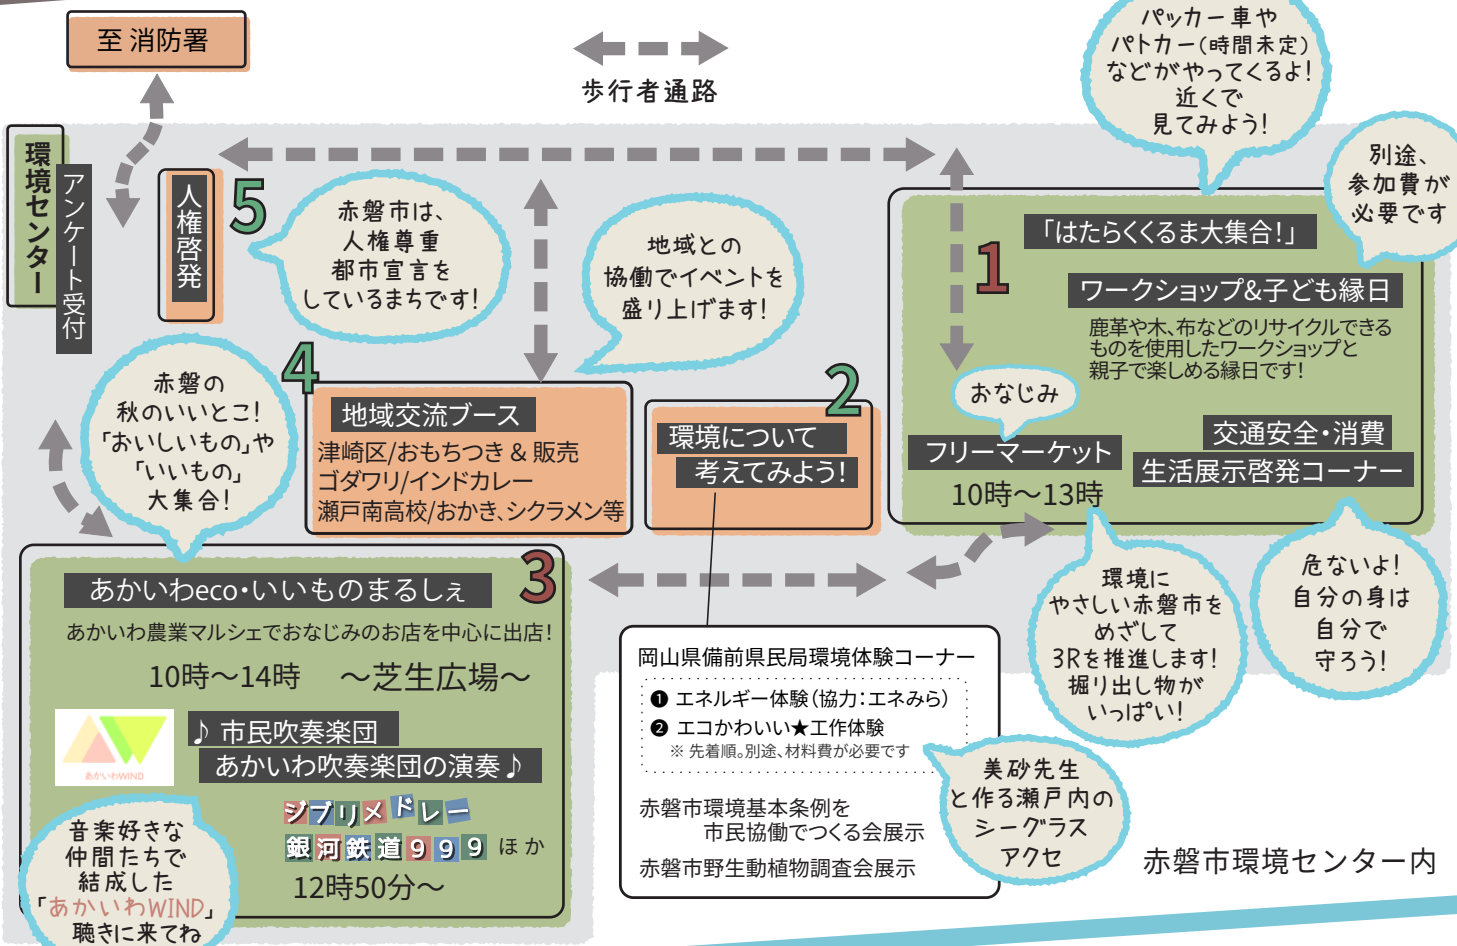 至 消防署
歩行者通路
パッカー車や
パトカー(時間未定)
などがやってくるよ!
近くで
見てみよう!
別途、
参加費が
必要です
環境センター
アンケート受付
人権啓発
5
赤磐市は、
人権尊重
都市宣言を
しているまちです!
地域との
協働でイベントを
盛り上げます!
1
「はたらくくるま大集合!」
ワークショップ&子ども縁日
鹿革や木、布などのリサイクルできる
ものを使用したワークショップと
親子で楽しめる縁日です!
おなじみ
フリーマーケット
10時〜13時
交通安全・消費
生活展示啓発コーナー
赤磐の
秋のいいとこ!
「おいしいもの」や
「いいもの」
大集合!
4
地域交流ブース
津崎区/おもちつき & 販売
ゴダワリ/インドカレー
瀬戸南高校/おかき、シクラメン等
2
環境について
考えてみよう!
環境に
やさしい赤磐市を
めざして
3Rを推進します!
掘り出し物が
いっぱい!
危ないよ!
自分の身は
自分で
守ろう!
3
あかいわeco・いいものまるしぇ
あかいわ農業マルシェでおなじみのお店を中心に出店!
10時〜14時 〜芝生広場〜
あかいわWIND
♪ 市民吹奏楽団
あかいわ吹奏楽団の演奏♪
ジブリメドレー
銀河鉄道999 ほか
12時50分〜
音楽好きな
仲間たちで
結成した
「あかいわWIND」
聴きに来てね
岡山県備前県民局環境体験コーナー
❶ エネルギー体験(協力:エネみら)
❷ エコかわいい★工作体験
※ 先着順。別途、材料費が必要です
赤磐市環境基本条例を
市民協働でつくる会展示
赤磐市野生動植物調査会展示
美砂先生
と作る瀬戸内の
シーグラス
アクセ
赤磐市環境センター内